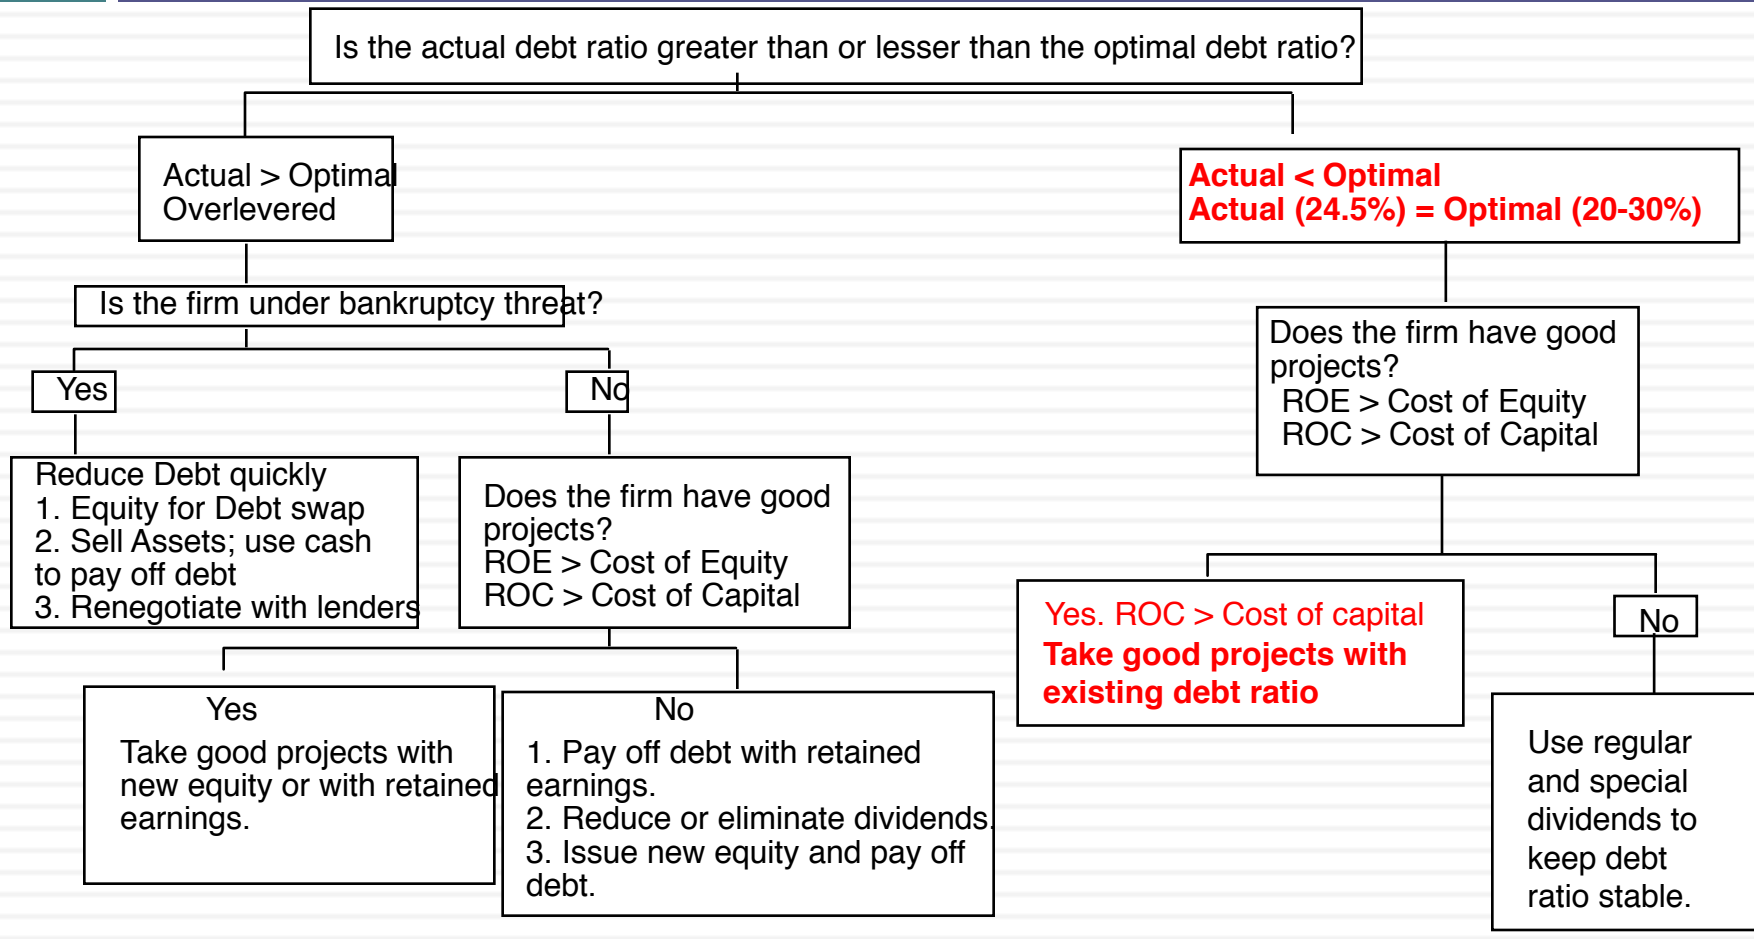 Is the actual debt ratio greater than or lesser than the optimal debt ratio?
Actual > Optimal
Overlevered
Actual < Optimal
Actual (24.5%) = Optimal (20-30%)
Is the firm under bankruptcy threat?
Yes
No
Does the firm have good
projects?
ROE > Cost of Equity
ROC > Cost of Capital
Reduce Debt quickly
1. Equity for Debt swap
2. Sell Assets; use cash
to pay off debt
3. Renegotiate with lenders
Does the firm have good
projects?
ROE > Cost of Equity
ROC > Cost of Capital
Yes. ROC > Cost of capital
Take good projects with
existing debt ratio
No
Yes
Take good projects with
new equity or with retained
earnings.
No
1. Pay off debt with retained
earnings.
2. Reduce or eliminate dividends.
3. Issue new equity and pay off
debt.
Use regular
and special
dividends to
keep debt
ratio stable.